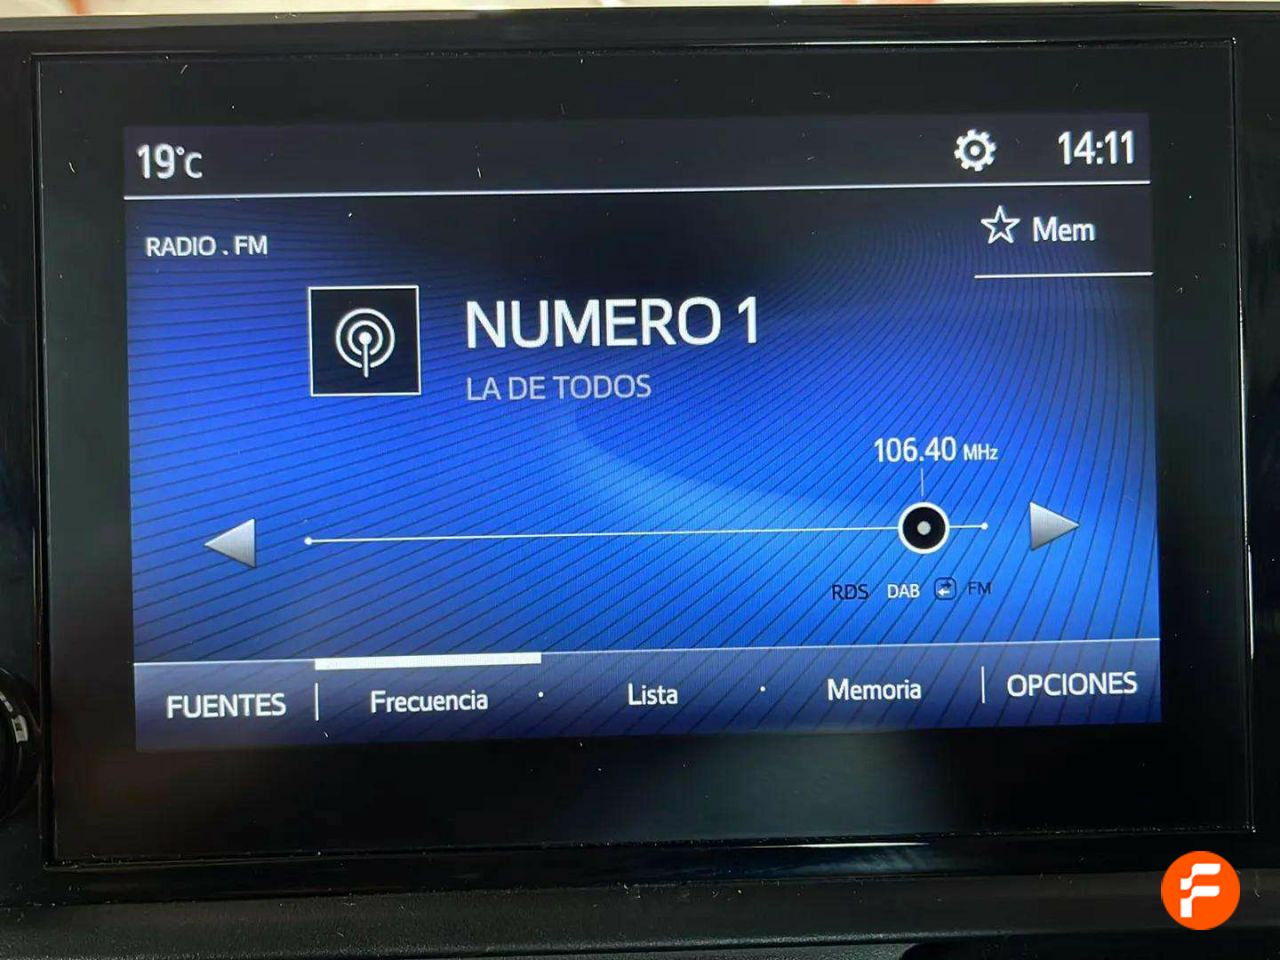 19°C
14:11
RADIO . FM
Mem
NUMERO 1
LA DE TODOS
106.40 MHz
RDS DAB FM
FUENTES Frecuencia · Lista · Memoria OPCIONES